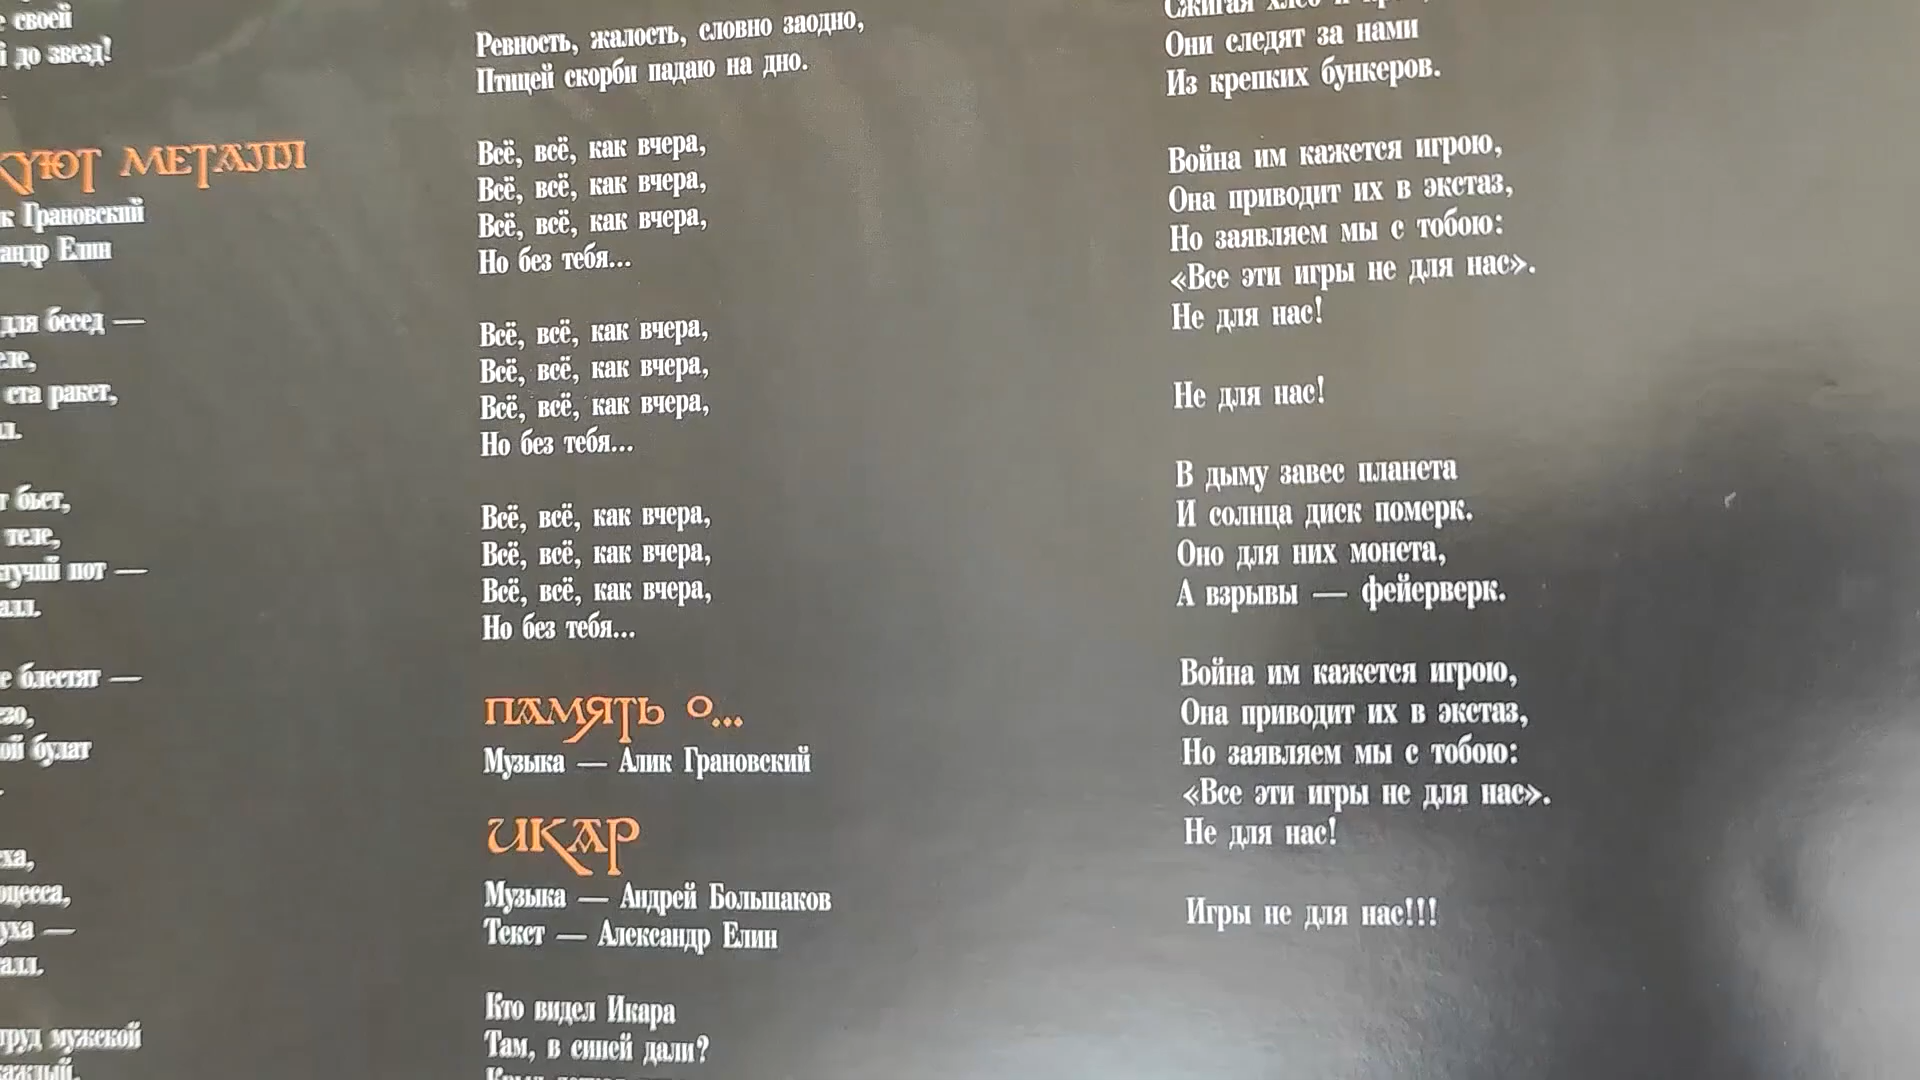 своей
до звезд!
КУЮТ МЕТАЛЛ
Грановский
Елин
для бесед —
ста ракет,
бьет,
теле,
пот —
блестят —
булат
труд мужской
Ревность, жалость, словно заодно,
Птицей скорби падаю на дно.
Всё, всё, как вчера,
Всё, всё, как вчера,
Всё, всё, как вчера,
Но без тебя...
Всё, всё, как вчера,
Всё, всё, как вчера,
Всё, всё, как вчера,
Но без тебя...
Всё, всё, как вчера,
Всё, всё, как вчера,
Всё, всё, как вчера,
Но без тебя...
ПАМЯТЬ О...
Музыка — Алик Грановский
ИКАР
Музыка — Андрей Большаков
Текст — Александр Елин
Кто видел Икара
Там, в синей дали?
Они следят за нами
Из крепких бункеров.
Война им кажется игрою,
Она приводит их в экстаз,
Но заявляем мы с тобою:
«Все эти игры не для нас».
Не для нас!
Не для нас!
В дыму завес планета
И солнца диск померк.
Оно для них монета,
А взрывы — фейерверк.
Война им кажется игрою,
Она приводит их в экстаз,
Но заявляем мы с тобою:
«Все эти игры не для нас».
Не для нас!
Игры не для нас!!!